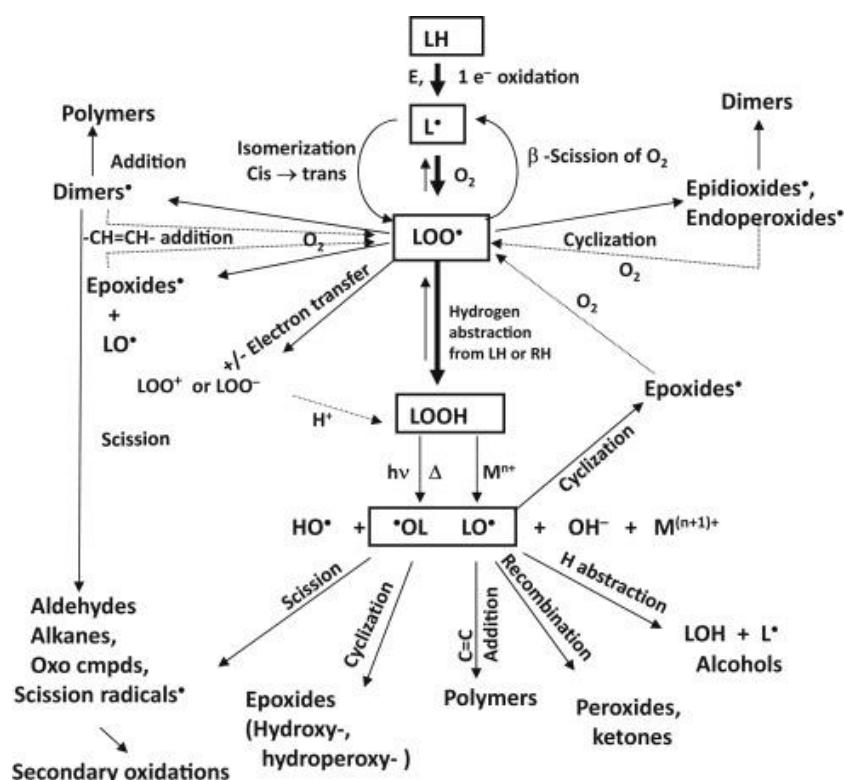 LH
E, 1 e⁻ oxidation
L•
Isomerization
Cis → trans
O₂
β -Scission of O₂
Polymers
Addition
Dimers•
Dimers
Epidioxides•,
Endoperoxides•
-CH=CH- addition
O₂
LOO•
Cyclization
O₂
Epoxides•
+
LO•
+/- Electron transfer
LOO⁺ or LOO⁻
Hydrogen
abstraction
from LH or RH
O₂
Epoxides•
H⁺
LOOH
Scission
hν Δ Mⁿ⁺
Cyclization
HO• + •OL LO• + OH⁻ + M⁽ⁿ⁺¹⁾⁺
Scission
Cyclization
C=C
Addition
Recombination
H abstraction
Aldehydes
Alkanes,
Oxo cmpds,
Scission radicals•
Epoxides
(Hydroxy-,
hydroperoxy- )
Polymers
Peroxides,
ketones
LOH + L•
Alcohols
Secondary oxidations